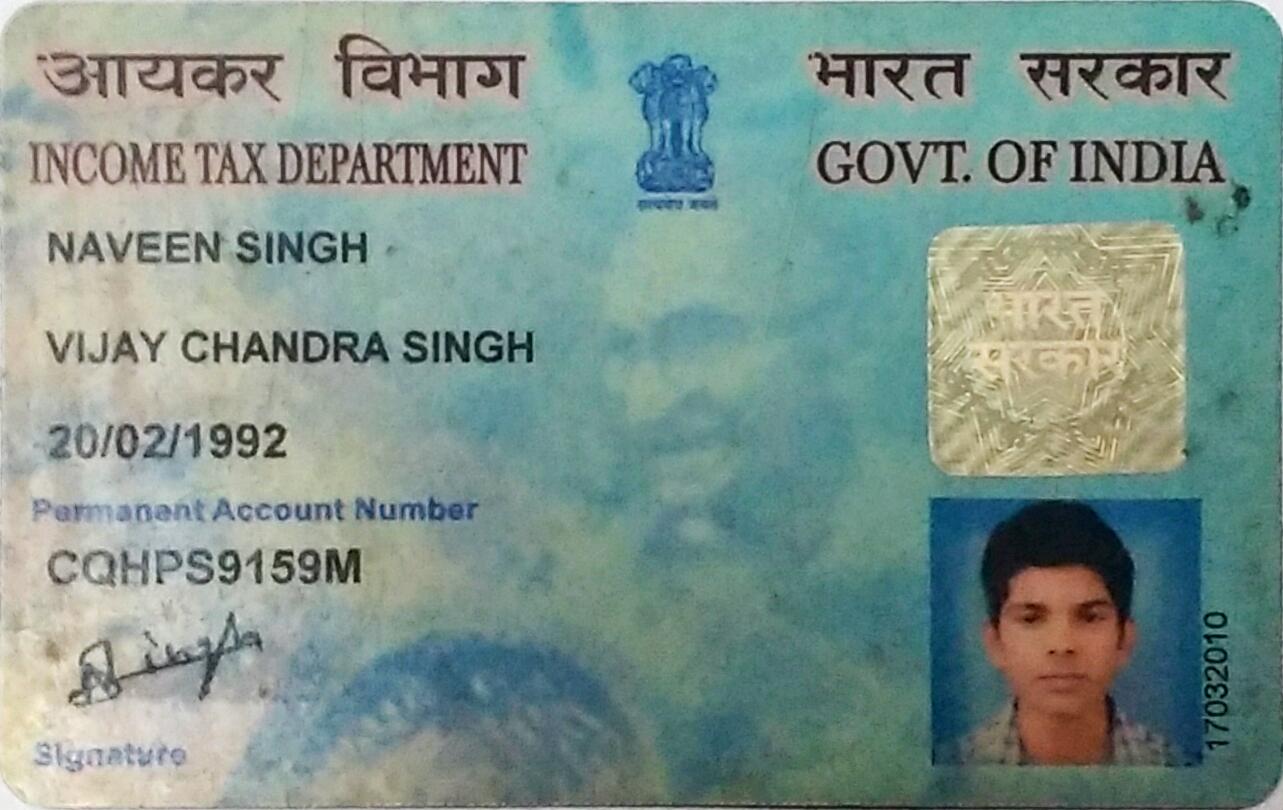 आयकर विभाग
INCOME TAX DEPARTMENT
भारत सरकार
GOVT. OF INDIA
सत्यमेव जयते
NAVEEN SINGH
VIJAY CHANDRA SINGH
20/02/1992
Permanent Account Number
CQHPS9159M
Singh
Signature
भारत
सरकार
17032010